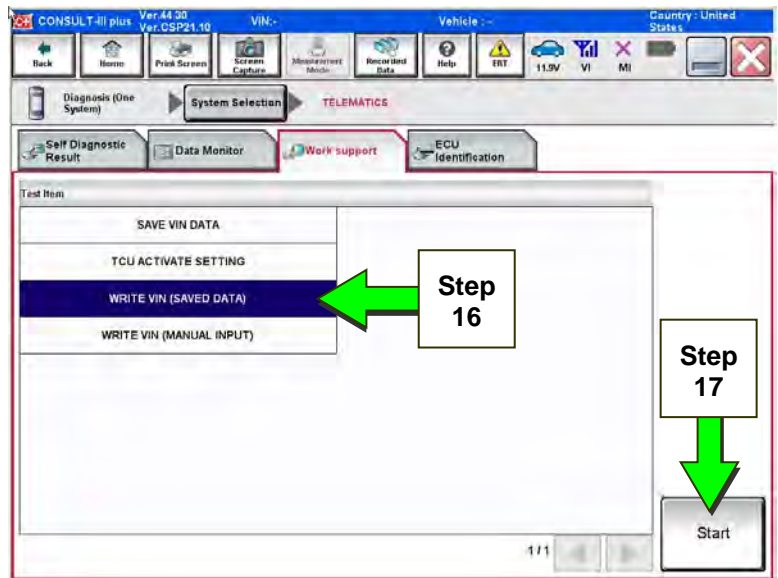 CONSULT-III plus Ver.44.30 VIN:- Vehicle : - Country : United
Ver.CSP21.10 States
Back Home Print Screen Screen Capture Measurement Mode Recorded Data Help ERT 11.9V VI MI
Diagnosis (One System) System Selection TELEMATICS
Self Diagnostic Result Data Monitor Work support ECU Identification
Test Item
SAVE VIN DATA
TCU ACTIVATE SETTING
WRITE VIN (SAVED DATA)
WRITE VIN (MANUAL INPUT)
Step
16
Step
17
Start
1/1